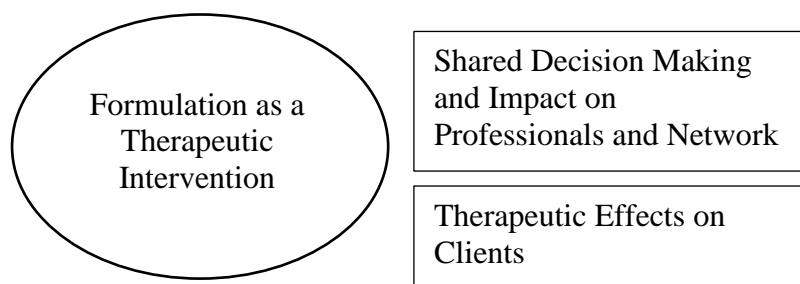 Formulation as a
Therapeutic
Intervention
Shared Decision Making
and Impact on
Professionals and Network
Therapeutic Effects on
Clients